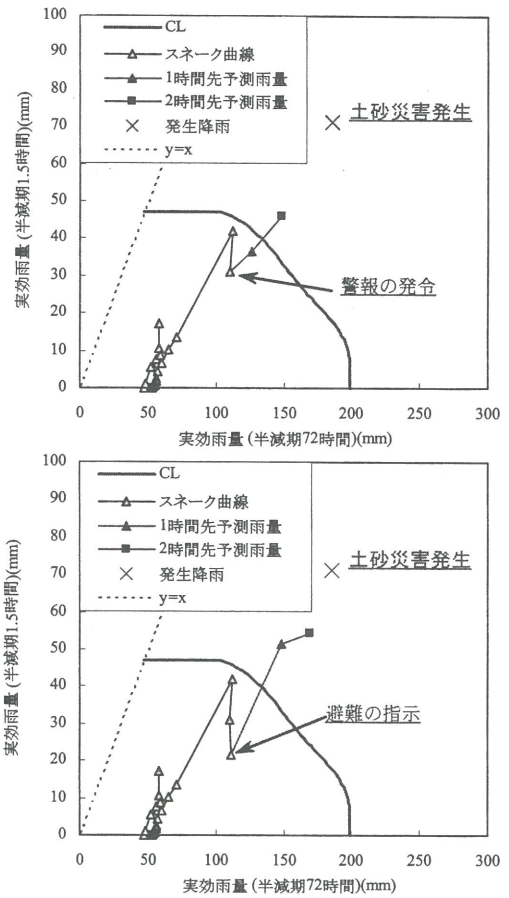 CL
スネーク曲線
1時間先予測雨量
2時間先予測雨量
発生降雨
y=x
土砂災害発生
警報の発令
100
90
80
70
60
50
40
30
20
10
0
0
50
100
150
200
250
300
実効雨量 (半減期1.5時間)(mm)
実効雨量 (半減期72時間)(mm)
CL
スネーク曲線
1時間先予測雨量
2時間先予測雨量
発生降雨
y=x
土砂災害発生
避難の指示
100
90
80
70
60
50
40
30
20
10
0
0
50
100
150
200
250
300
実効雨量 (半減期1.5時間)(mm)
実効雨量 (半減期72時間)(mm)